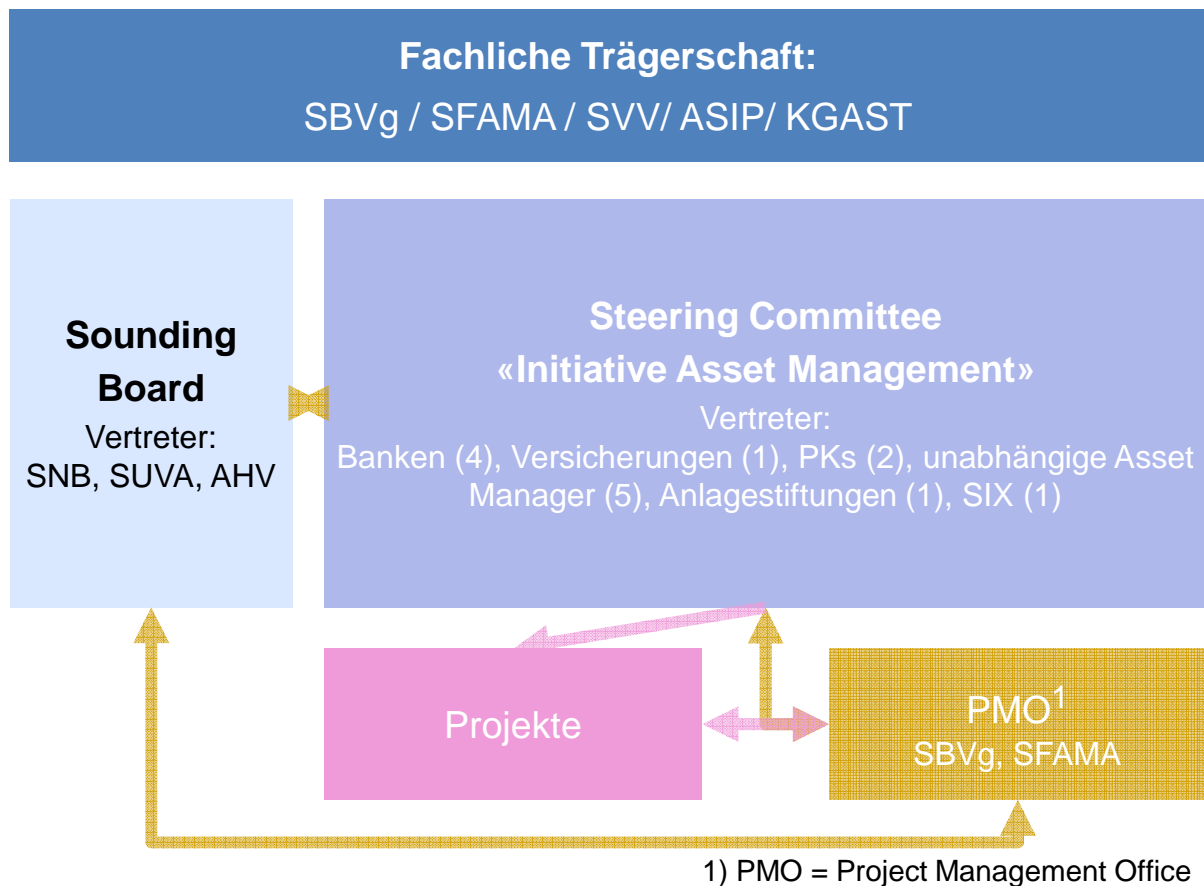 Fachliche Trägerschaft:
SBVg / SFAMA / SVV/ ASIP/ KGAST
Sounding
Board
Vertreter:
SNB, SUVA, AHV
Steering Committee
«Initiative Asset Management»
Vertreter:
Banken (4), Versicherungen (1), PKs (2), unabhängige Asset
Manager (5), Anlagestiftungen (1), SIX (1)
Projekte
PMO¹
SBVg, SFAMA
1) PMO = Project Management Office